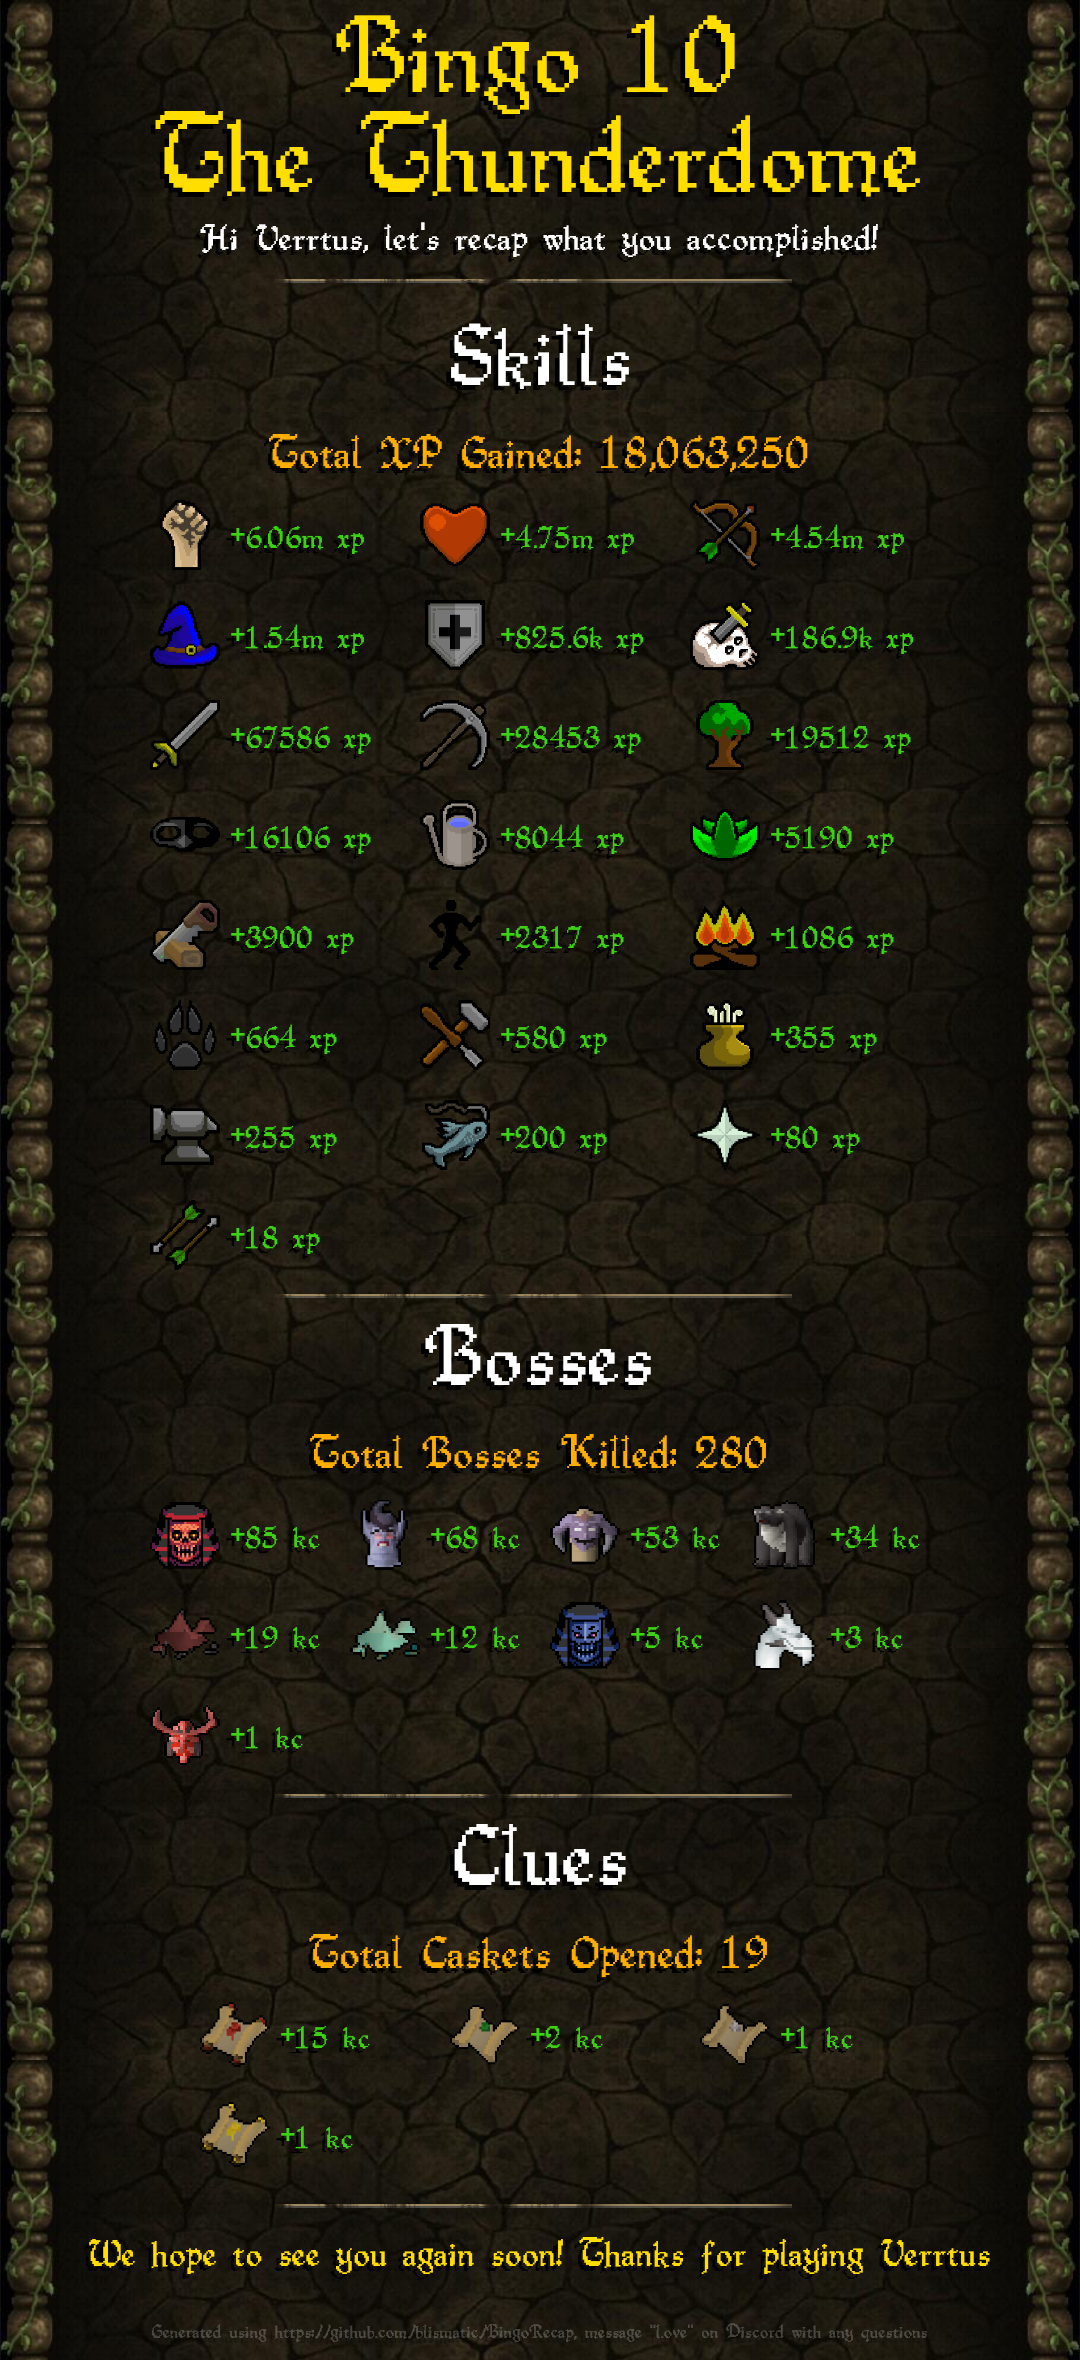 Bingo 10
The Thunderdome
Hi Verrtus, let's recap what you accomplished!
Skills
Total XP Gained: 18,063,250
+6.06m xp +4.75m xp +4.54m xp
+1.54m xp +825.6k xp +186.9k xp
+67586 xp +28453 xp +19512 xp
+16106 xp +8044 xp +5190 xp
+3900 xp +2317 xp +1086 xp
+664 xp +580 xp +355 xp
+255 xp +200 xp +80 xp
+18 xp
Bosses
Total Bosses Killed: 280
+85 kc +68 kc +53 kc +34 kc
+19 kc +12 kc +5 kc +3 kc
+1 kc
Clues
Total Caskets Opened: 19
+15 kc +2 kc +1 kc
+1 kc
We hope to see you again soon! Thanks for playing Verrtus
Generated using https://github.com/blismatic/BingoRecap, message "Love" on Discord with any questions